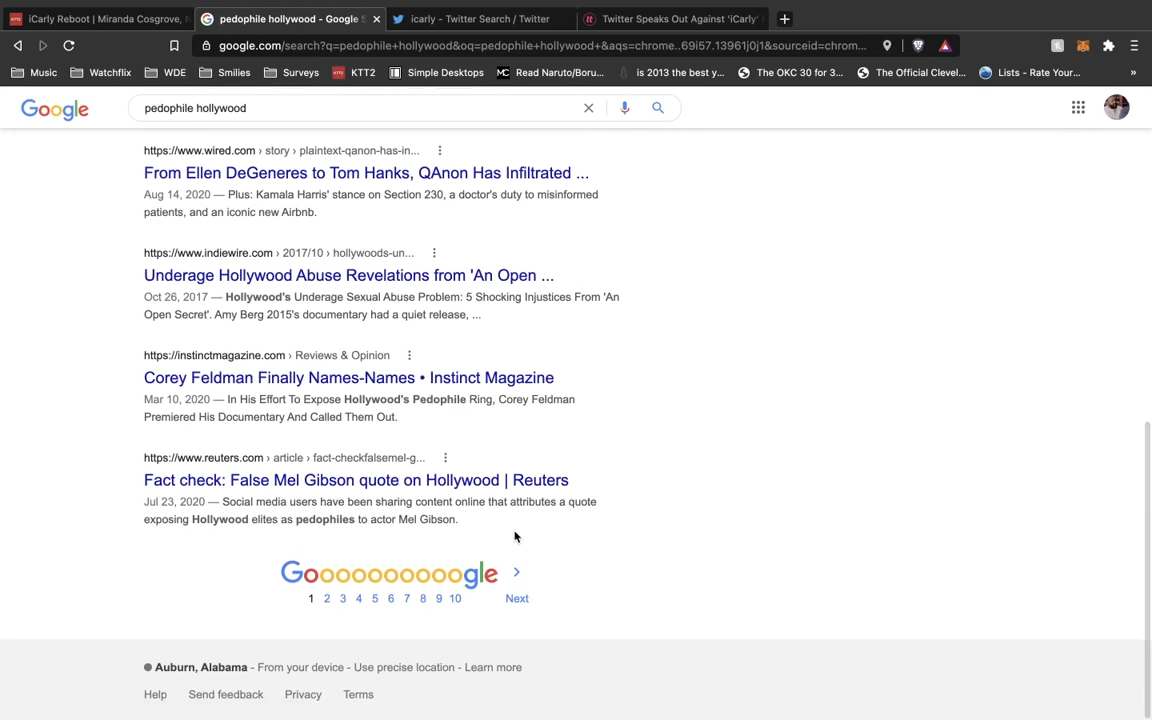 iCarly Reboot | Miranda Cosgrove,
pedophile hollywood - Google S
icarly - Twitter Search / Twitter
Twitter Speaks Out Against 'iCarly'
google.com/search?q=pedophile+hollywood&oq=pedophile+hollywood+&aqs=chrome..69i57.13961j0j1&sourceid=chrom...
Music Watchflix WDE Smilies Surveys KTT2 Simple Desktops Read Naruto/Boru... is 2013 the best y... The OKC 30 for 3... The Official Clevel... Lists - Rate Your... »
Google pedophile hollywood
https://www.wired.com › story › plaintext-qanon-has-in...
From Ellen DeGeneres to Tom Hanks, QAnon Has Infiltrated ...
Aug 14, 2020 — Plus: Kamala Harris' stance on Section 230, a doctor's duty to misinformed
patients, and an iconic new Airbnb.
https://www.indiewire.com › 2017/10 › hollywoods-un...
Underage Hollywood Abuse Revelations from 'An Open ...
Oct 26, 2017 — Hollywood's Underage Sexual Abuse Problem: 5 Shocking Injustices From 'An
Open Secret'. Amy Berg 2015's documentary had a quiet release, ...
https://instinctmagazine.com › Reviews & Opinion
Corey Feldman Finally Names-Names • Instinct Magazine
Mar 10, 2020 — In His Effort To Expose Hollywood's Pedophile Ring, Corey Feldman
Premiered His Documentary And Called Them Out.
https://www.reuters.com › article › fact-checkfalsemel-g...
Fact check: False Mel Gibson quote on Hollywood | Reuters
Jul 23, 2020 — Social media users have been sharing content online that attributes a quote
exposing Hollywood elites as pedophiles to actor Mel Gibson.
Goooooooooogle >
1 2 3 4 5 6 7 8 9 10 Next
Auburn, Alabama - From your device - Use precise location - Learn more
Help Send feedback Privacy Terms